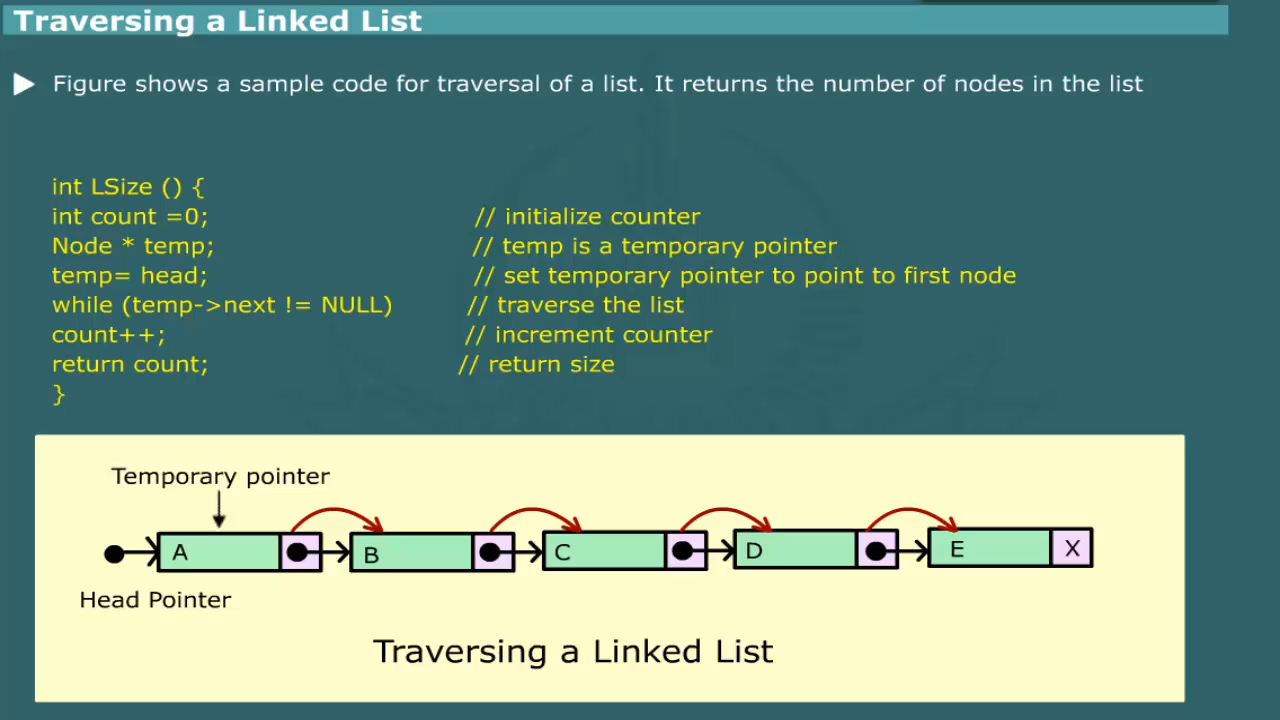 Traversing a Linked List
Figure shows a sample code for traversal of a list. It returns the number of nodes in the list
int LSize () {
int count =0; // initialize counter
Node * temp; // temp is a temporary pointer
temp= head; // set temporary pointer to point to first node
while (temp->next != NULL) // traverse the list
count++; // increment counter
return count; // return size
}
Temporary pointer
A B C D E X
Head Pointer
Traversing a Linked List